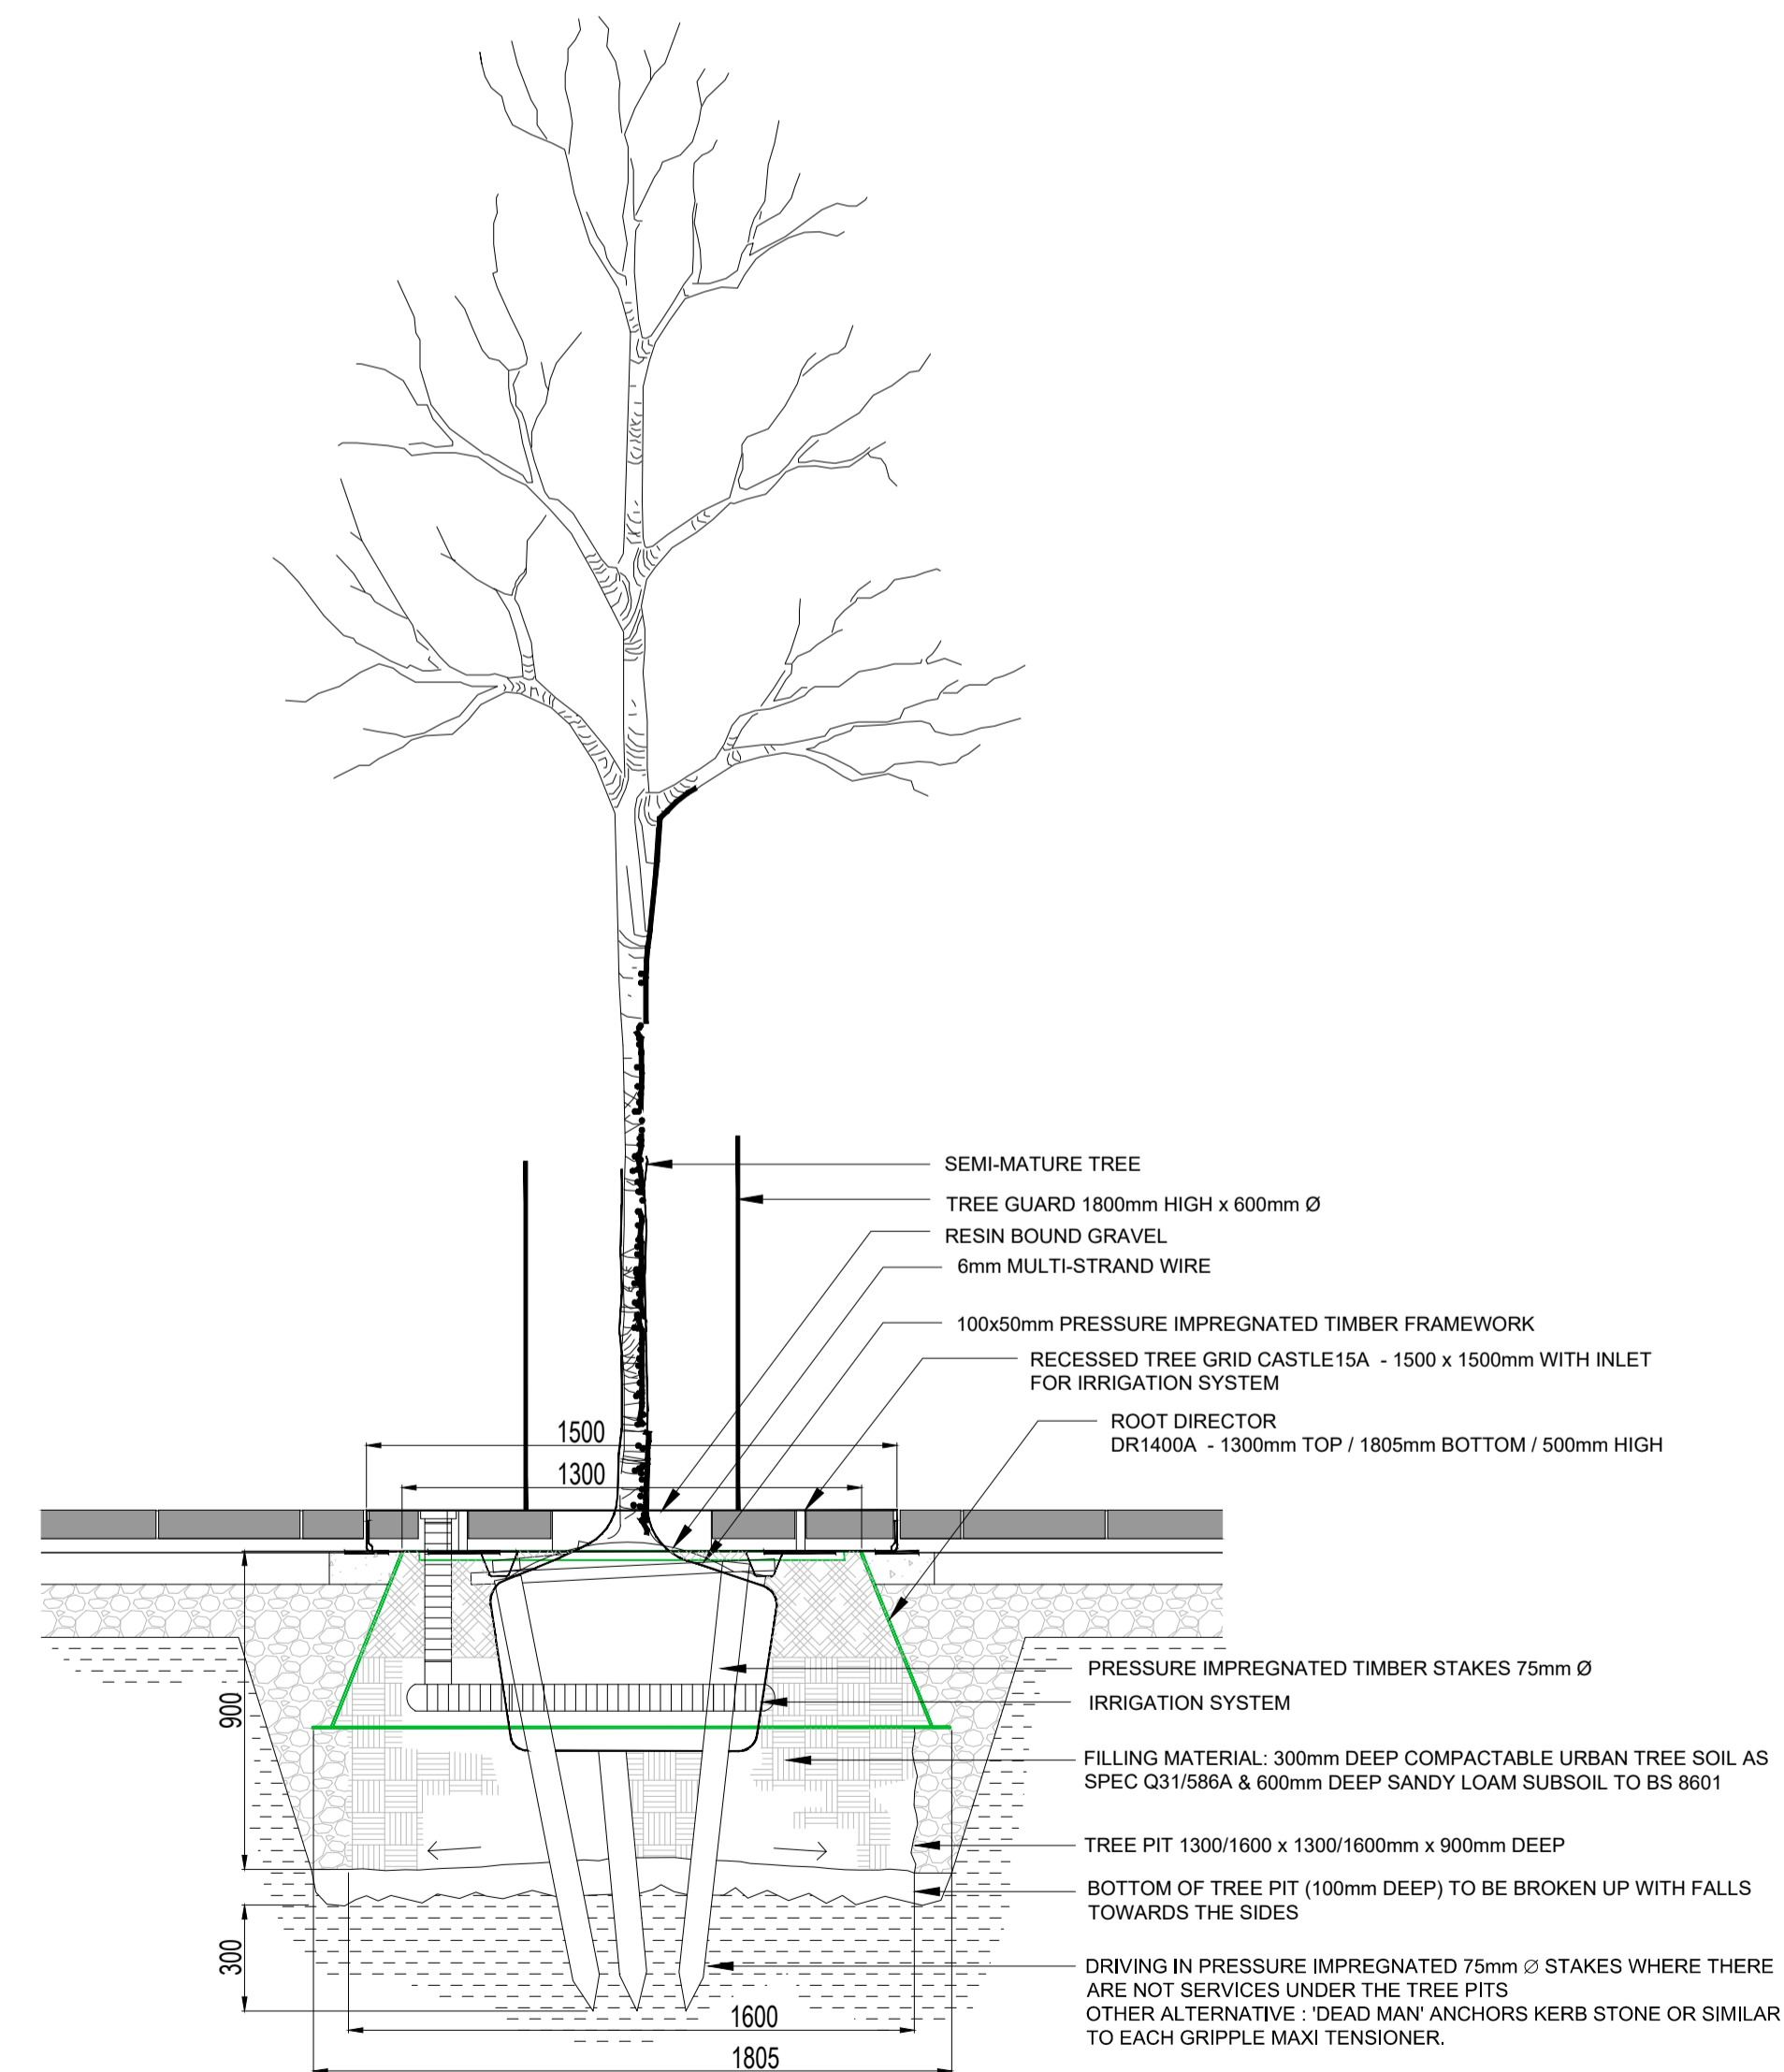 SEMI-MATURE TREE
TREE GUARD 1800mm HIGH x 600mm Ø
RESIN BOUND GRAVEL
6mm MULTI-STRAND WIRE
100x50mm PRESSURE IMPREGNATED TIMBER FRAMEWORK
RECESSED TREE GRID CASTLE15A - 1500 x 1500mm WITH INLET
FOR IRRIGATION SYSTEM
ROOT DIRECTOR
DR1400A - 1300mm TOP / 1805mm BOTTOM / 500mm HIGH
1500
1300
PRESSURE IMPREGNATED TIMBER STAKES 75mm Ø
IRRIGATION SYSTEM
900
FILLING MATERIAL: 300mm DEEP COMPACTABLE URBAN TREE SOIL AS
SPEC Q31/586A & 600mm DEEP SANDY LOAM SUBSOIL TO BS 8601
TREE PIT 1300/1600 x 1300/1600mm x 900mm DEEP
BOTTOM OF TREE PIT (100mm DEEP) TO BE BROKEN UP WITH FALLS
TOWARDS THE SIDES
300
DRIVING IN PRESSURE IMPREGNATED 75mm Ø STAKES WHERE THERE
ARE NOT SERVICES UNDER THE TREE PITS
OTHER ALTERNATIVE : 'DEAD MAN' ANCHORS KERB STONE OR SIMILAR
TO EACH GRIPPLE MAXI TENSIONER.
1600
1805